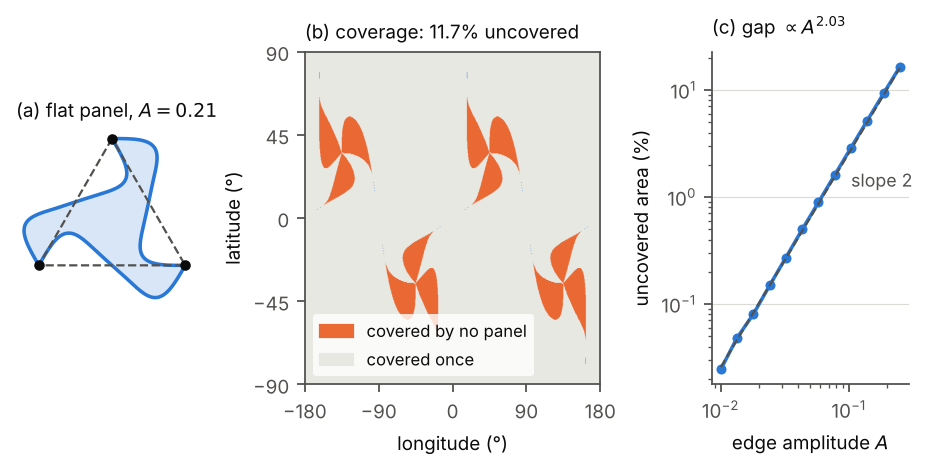 (a) flat panel, A = 0.21
(b) coverage: 11.7% uncovered
90
45
0
−45
−90
latitude (°)
covered by no panel
covered once
−180
−90
0
90
180
longitude (°)
(c) gap ∝A^2.03
10^1
10^0
10^−1
uncovered area (%)
slope 2
10^−2
10^−1
edge amplitude A